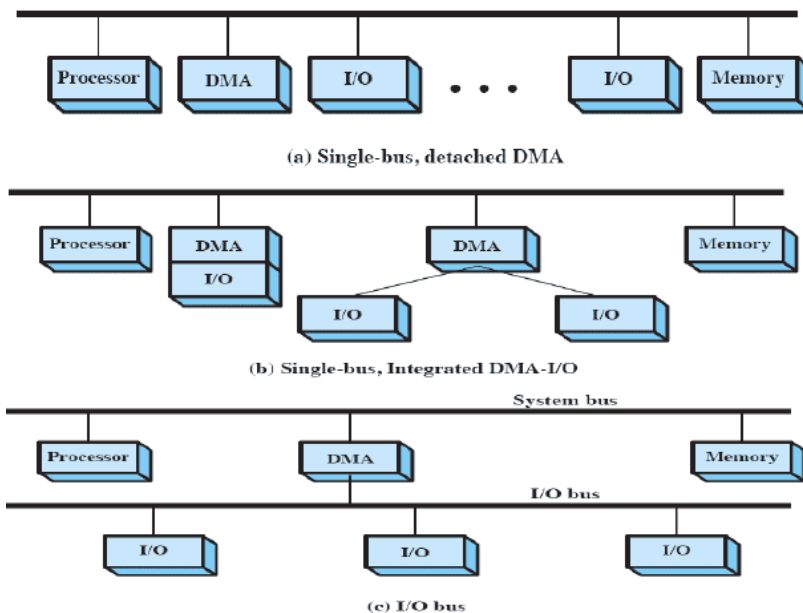 Processor DMA I/O I/O Memory
(a) Single-bus, detached DMA
Processor DMA DMA Memory
I/O
I/O I/O
(b) Single-bus, Integrated DMA-I/O
System bus
Processor DMA Memory
I/O bus
I/O I/O I/O
(c) I/O bus